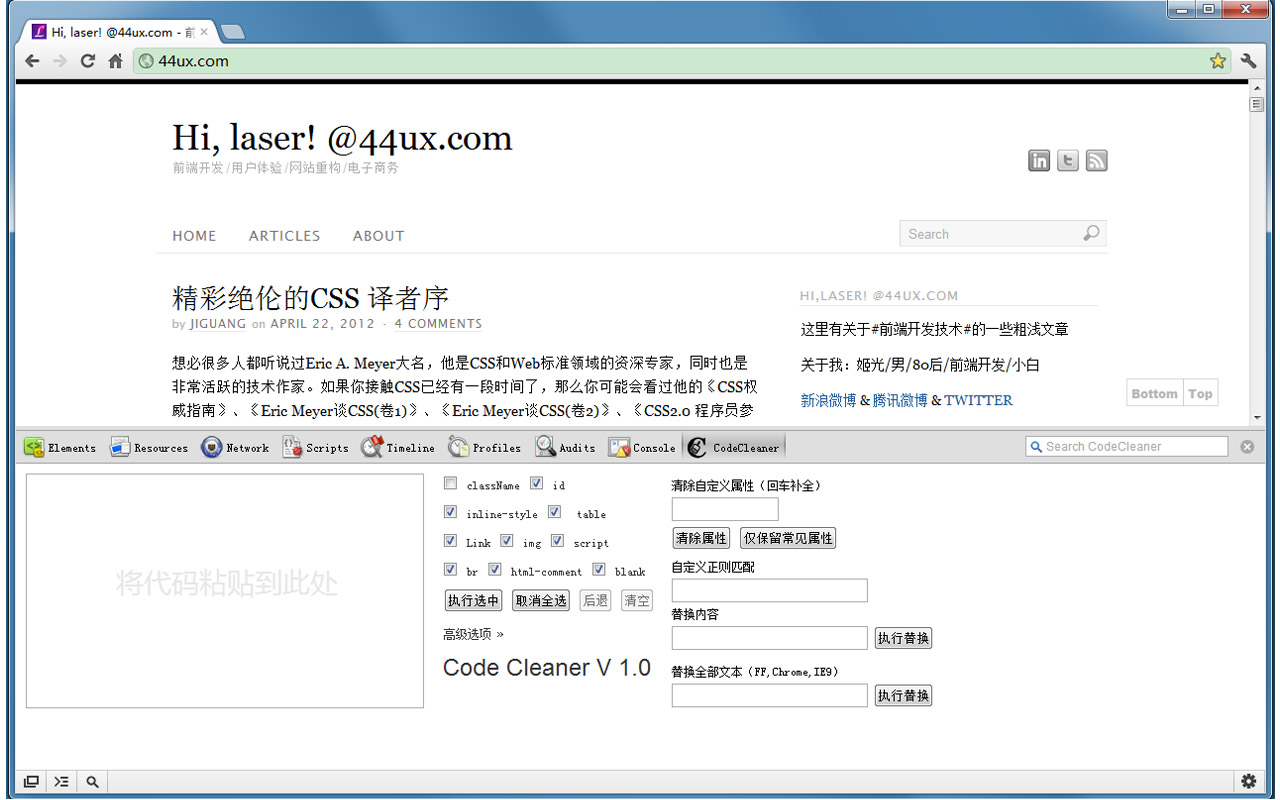 Hi, laser! @44ux.com - 前
44ux.com
Hi, laser! @44ux.com
前端开发/用户体验/网站重构/电子商务
in t
HOME ARTICLES ABOUT
Search
精彩绝伦的CSS 译者序
by JIGUANG on APRIL 22, 2012 · 4 COMMENTS
想必很多人都听说过Eric A. Meyer大名，他是CSS和Web标准领域的资深专家，同时也是
非常活跃的技术作家。如果你接触CSS已经有一段时间了，那么你可能会看过他的《CSS权
威指南》、《Eric Meyer谈CSS(卷1)》、《Eric Meyer谈CSS(卷2)》、《CSS2.0 程序员参
HI,LASER! @44UX.COM
这里有关于#前端开发技术#的一些粗浅文章
关于我：姬光/男/80后/前端开发/小白
新浪微博 & 腾讯微博 & TWITTER
Bottom Top
Elements Resources Network Scripts Timeline Profiles Audits Console CodeCleaner
Search CodeCleaner
将代码粘贴到此处
className id
inline-style table
Link img script
br html-comment blank
执行选中 取消全选 后退 清空
高级选项 »
Code Cleaner V 1.0
清除自定义属性（回车补全）
清除属性 仅保留常见属性
自定义正则匹配
替换内容
执行替换
替换全部文本（FF,Chrome,IE9）
执行替换